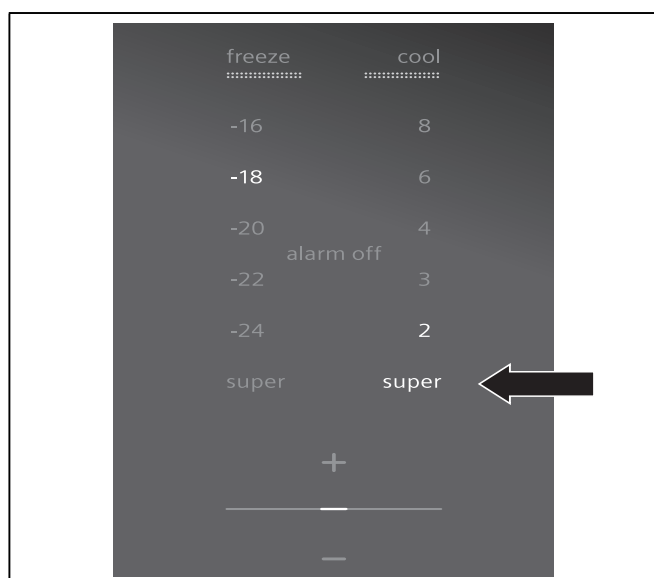 freeze cool
-16 8
-18 6
-20 4
alarm off
-22 3
-24 2
super super
+
−